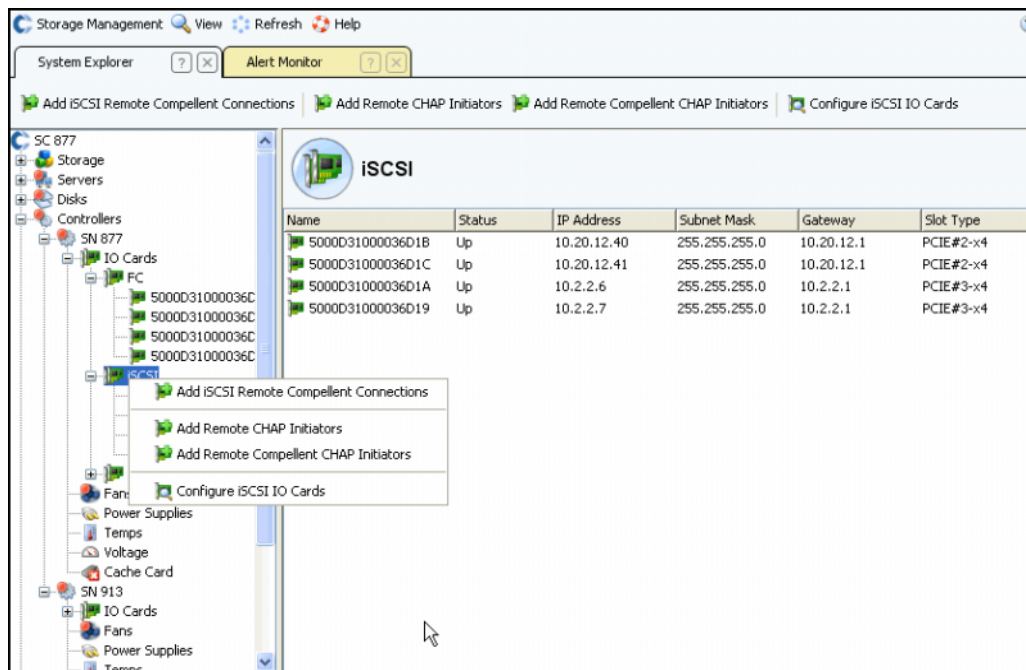 Storage Management View Refresh Help
System Explorer ? Alert Monitor ?
Add iSCSI Remote Compellent Connections Add Remote CHAP Initiators Add Remote Compellent CHAP Initiators Configure iSCSI IO Cards
SC 877
Storage
Servers
Disks
Controllers
SN 877
IO Cards
FC
5000D31000036D
5000D31000036D
5000D31000036D
5000D31000036D
iSCSI
Fans
Power Supplies
Temps
Voltage
Cache Card
SN 913
IO Cards
Fans
Power Supplies
Temps
iSCSI
Name Status IP Address Subnet Mask Gateway Slot Type
5000D31000036D1B Up 10.20.12.40 255.255.255.0 10.20.12.1 PCIE#2-x4
5000D31000036D1C Up 10.20.12.41 255.255.255.0 10.20.12.1 PCIE#2-x4
5000D31000036D1A Up 10.2.2.6 255.255.255.0 10.2.2.1 PCIE#3-x4
5000D31000036D19 Up 10.2.2.7 255.255.255.0 10.2.2.1 PCIE#3-x4
Add iSCSI Remote Compellent Connections
Add Remote CHAP Initiators
Add Remote Compellent CHAP Initiators
Configure iSCSI IO Cards